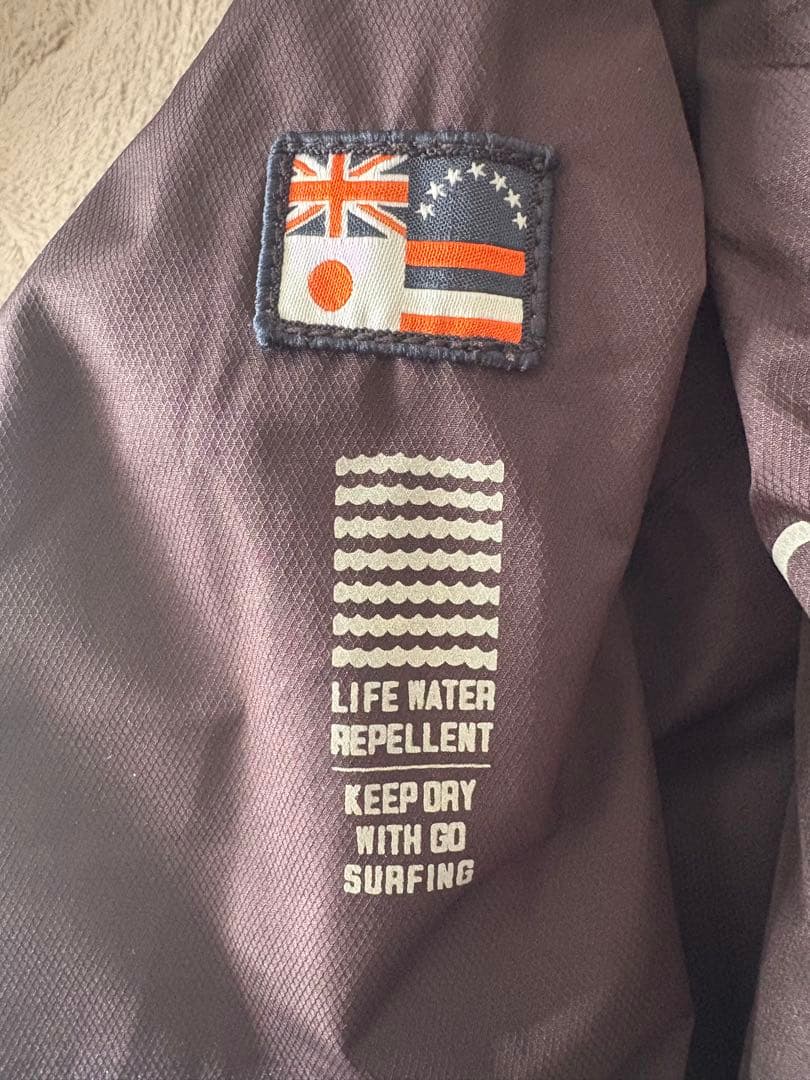 LIFE WATER
REPELLENT
KEEP DRY
WITH GO
SURFING